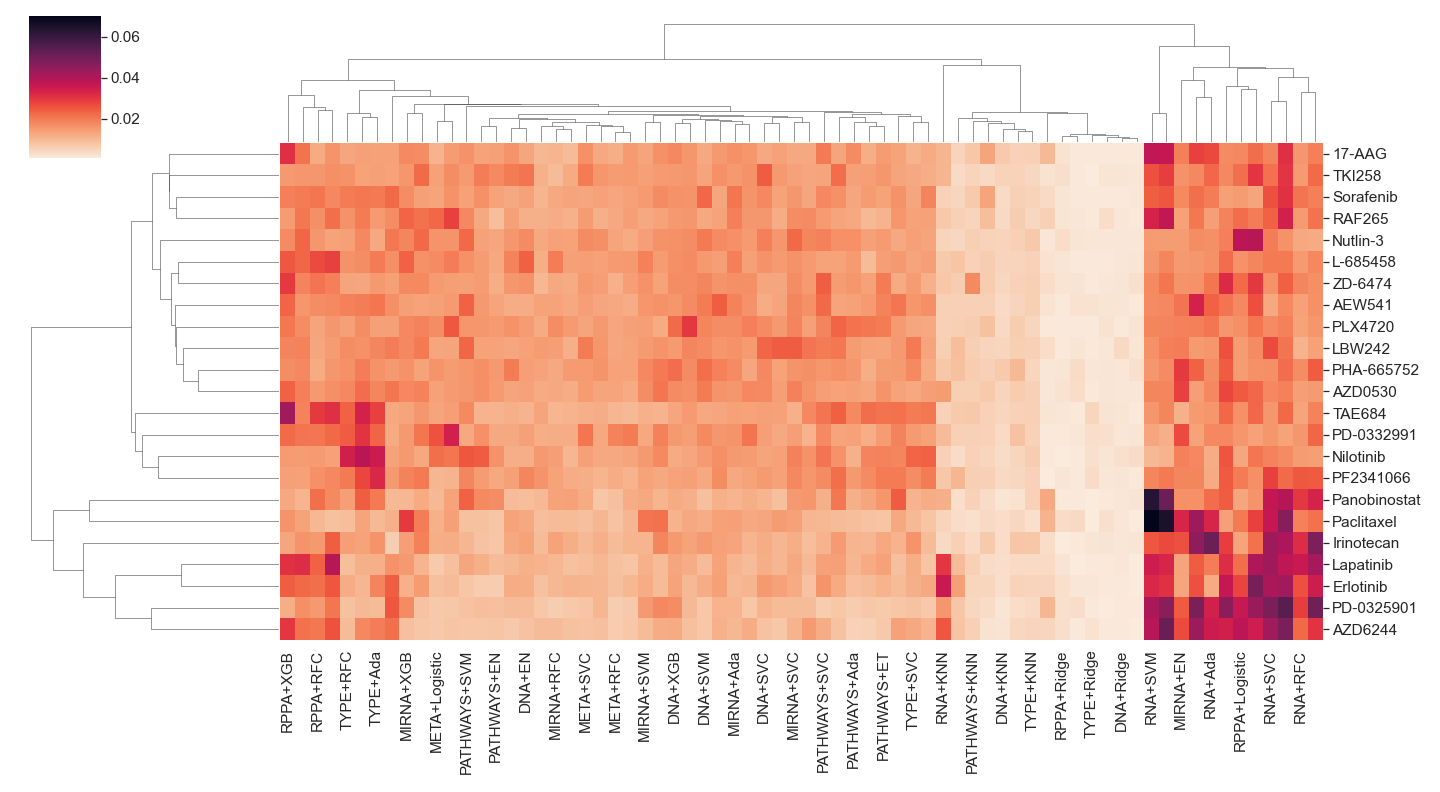 0.06
0.04
0.02
17-AAG
TKI258
Sorafenib
RAF265
Nutlin-3
L-685458
ZD-6474
AEW541
PLX4720
LBW242
PHA-665752
AZD0530
TAE684
PD-0332991
Nilotinib
PF2341066
Panobinostat
Paclitaxel
Irinotecan
Lapatinib
Erlotinib
PD-0325901
AZD6244
RPPA+XGB
RPPA+RFC
TYPE+RFC
TYPE+Ada
MIRNA+XGB
META+Logistic
PATHWAYS+SVM
PATHWAYS+EN
DNA+EN
MIRNA+RFC
META+SVC
META+RFC
MIRNA+SVM
DNA+XGB
DNA+SVM
MIRNA+Ada
DNA+SVC
MIRNA+SVC
PATHWAYS+SVC
PATHWAYS+Ada
PATHWAYS+ET
TYPE+SVC
RNA+KNN
PATHWAYS+KNN
DNA+KNN
TYPE+KNN
RPPA+Ridge
TYPE+Ridge
DNA+Ridge
RNA+SVM
MIRNA+EN
RNA+Ada
RPPA+Logistic
RNA+SVC
RNA+RFC